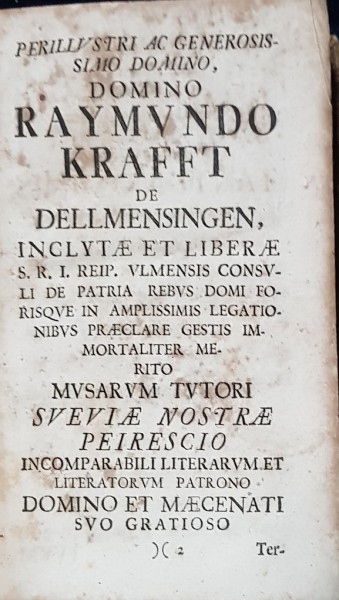 PERILLVSTRI AC GENEROSIS-
SIMO DOMINO,
DOMINO
RAYMVNDO
KRAFFT
DE
DELLMENSINGEN,
INCLYTÆ ET LIBERÆ
S. R. I. REIP. VLMENSIS CONSV-
LI DE PATRIA REBVS DOMI FO-
RISQVE IN AMPLISSIMIS LEGATIO-
NIBVS PRÆCLARE GESTIS IM-
MORTALITER ME-
RITO
MVSARVM TVTORI
SVEVIÆ NOSTRÆ
PEIRESCIO
INCOMPARABILI LITERARVM ET
LITERATORVM PATRONO
DOMINO ET MÆCENATI
SVO GRATIOSO
)( 2 Ter-